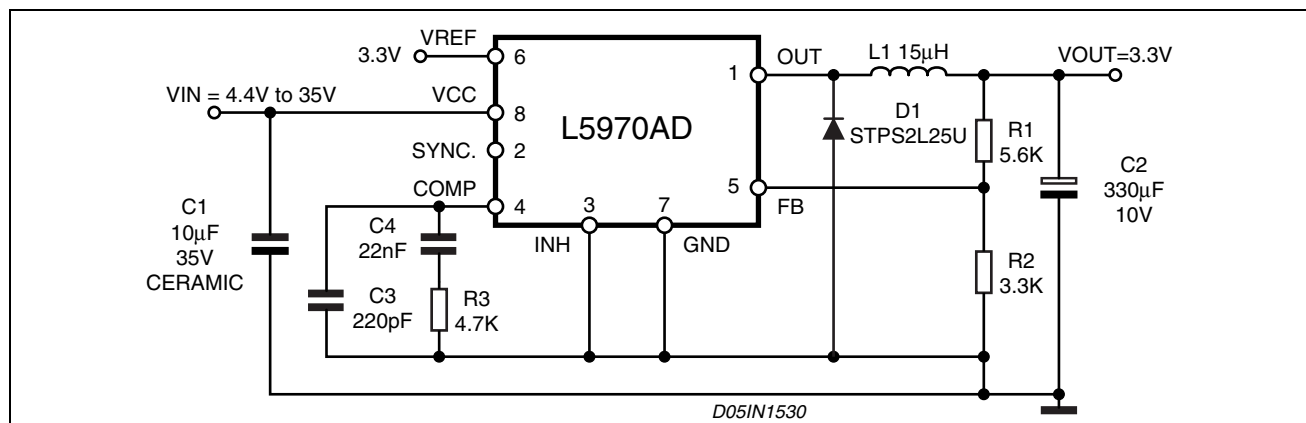 VREF
3.3V
6
VIN = 4.4V to 35V
VCC
8
SYNC.
2
COMP
4
L5970AD
3
INH
7
GND
1
OUT
5
FB
L1 15μH
VOUT=3.3V
D1
STPS2L25U
R1
5.6K
C2
330μF
10V
R2
3.3K
C1
10μF
35V
CERAMIC
C4
22nF
C3
220pF
R3
4.7K
D05IN1530